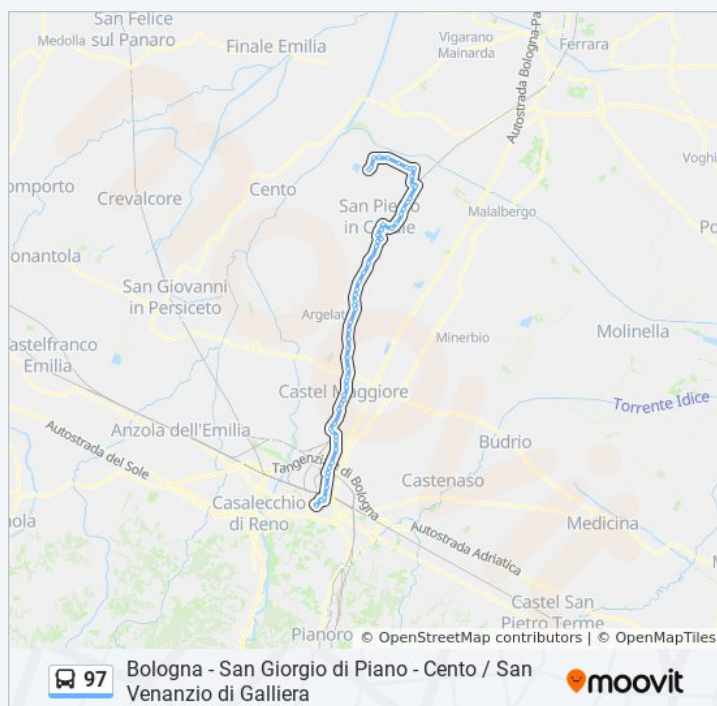 San Felice
sul Panaro
Medolla
Finale Emilia
Vigarano
Mainarda
Ferrara
Autostrada Bologna-Pa
Voghi
omporto
Crevalcore
Cento
San Pietro
in Casale
Malalbergo
Po
onantola
San Giovanni
in Persiceto
Argelat
Minerbio
Molinella
astelfranco
Emilia
Castel Maggiore
Torrente Idice
Anzola dell'Emilia
Budrio
Autostrada del Sole
Tangenziale di Bologna
Castenaso
Casalecchio
di Reno
ola
Medicina
Autostrada Adriatica
Castel San
Pietro Terme
Pianoro
© OpenStreetMap contributors | © OpenMapTiles
97
Bologna - San Giorgio di Piano - Cento / San
Venanzio di Galliera
moovit